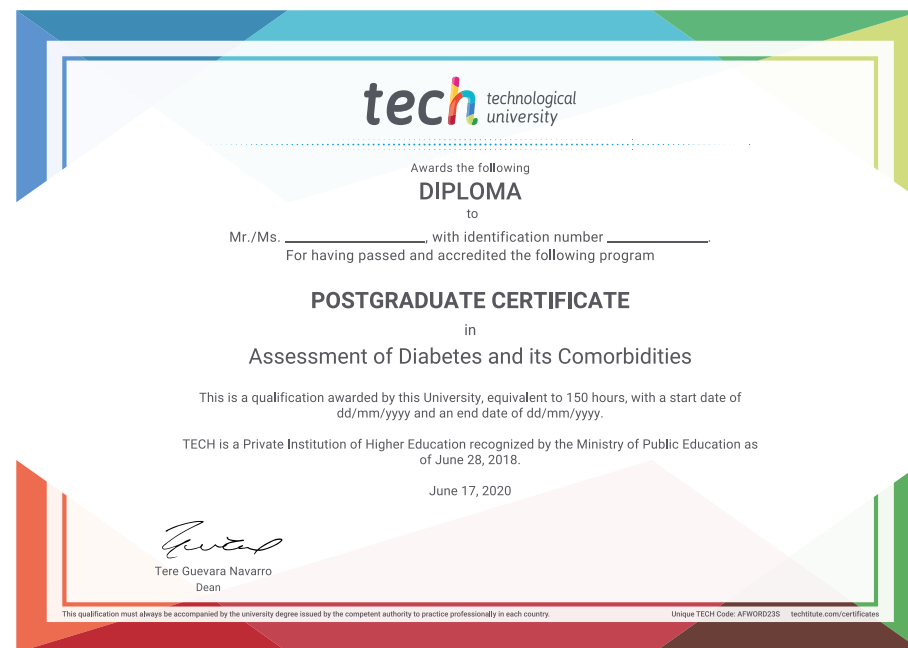 tech technological
university
Awards the following
DIPLOMA
to
Mr./Ms. ____________________, with identification number __________________.
For having passed and accredited the following program
POSTGRADUATE CERTIFICATE
in
Assessment of Diabetes and its Comorbidities
This is a qualification awarded by this University, equivalent to 150 hours, with a start date of
dd/mm/yyyy and an end date of dd/mm/yyyy.
TECH is a Private Institution of Higher Education recognized by the Ministry of Public Education as
of June 28, 2018.
June 17, 2020
Tere Guevara Navarro
Dean
This qualification must always be accompanied by the university degree issued by the competent authority to practice professionally in each country. Unique TECH Code: AFWORD23S techtitute.com/certificates